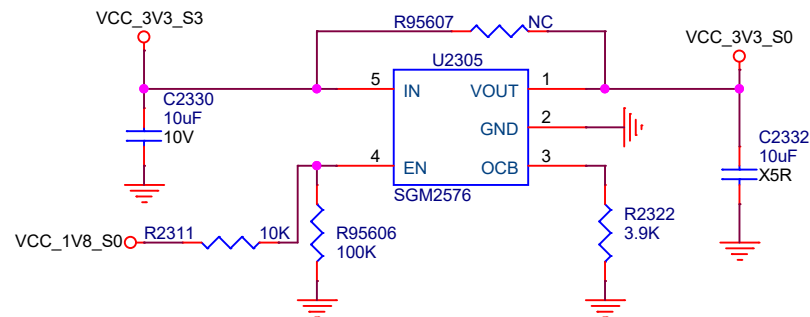 VCC_3V3_S3
R95607 NC
VCC_3V3_S0
U2305
C2330
10uF
10V
5 IN VOUT 1
GND 2
4 EN OCB 3
SGM2576
C2332
10uF
X5R
VCC_1V8_S0
R2311 10K
R95606
100K
R2322
3.9K